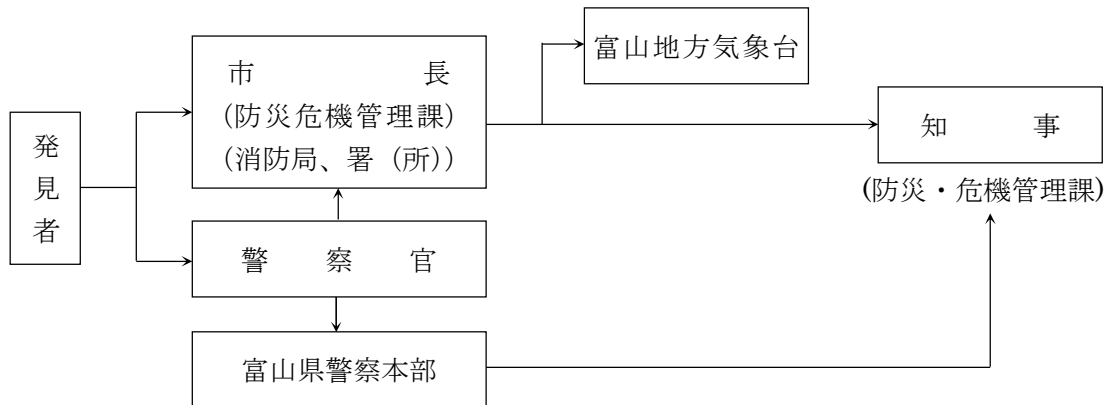 発見者
市長
(防災危機管理課)
(消防局、署（所）)
警察官
富山県警察本部
富山地方気象台
知事
(防災・危機管理課)